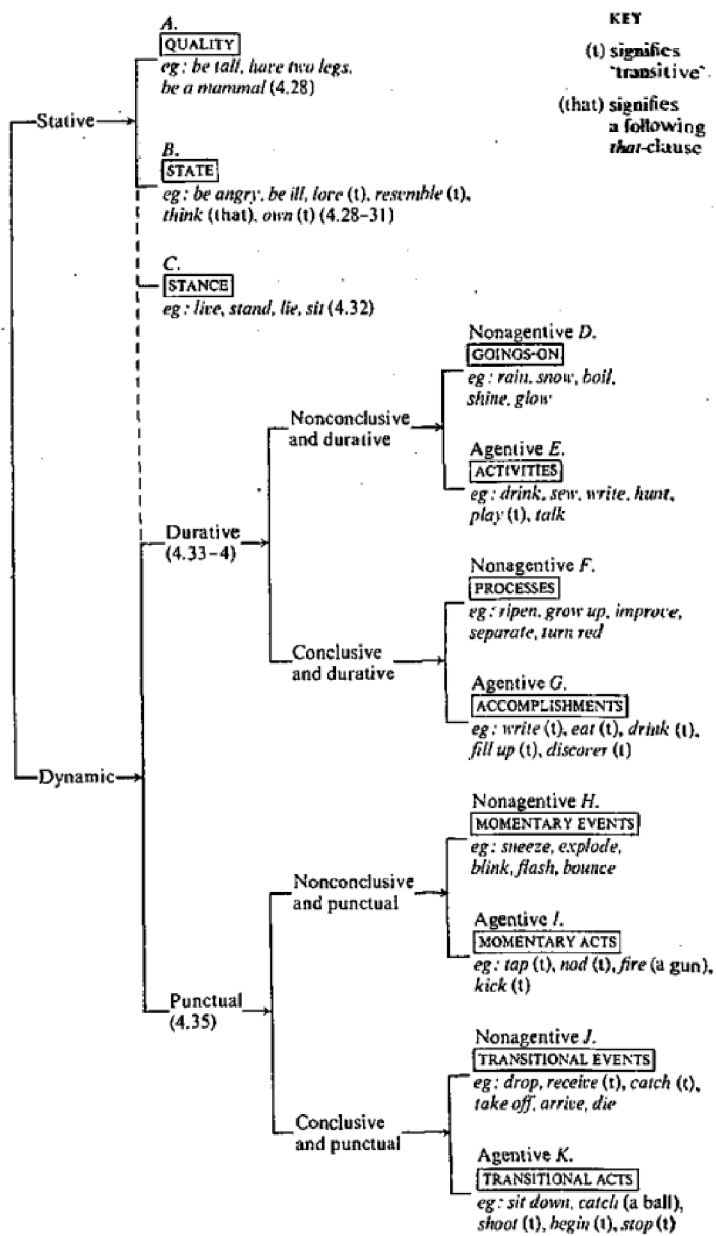 KEY
(t) signifies
"transitive"
(that) signifies
a following
that-clause
Stative
A.
QUALITY
eg: be tall, have two legs,
be a mammal (4.28)
B.
STATE
eg: be angry, be ill, love (t), resemble (t),
think (that), own (t) (4.28–31)
C.
STANCE
eg: live, stand, lie, sit (4.32)
Dynamic
Durative
(4.33–4)
Nonconclusive
and durative
Nonagentive D.
GOINGS-ON
eg: rain, snow, boil,
shine, glow
Agentive E.
ACTIVITIES
eg: drink, sew, write, hunt,
play (t), talk
Conclusive
and durative
Nonagentive F.
PROCESSES
eg: ripen, grow up, improve,
separate, turn red
Agentive G.
ACCOMPLISHMENTS
eg: write (t), eat (t), drink (t),
fill up (t), discover (t)
Punctual
(4.35)
Nonconclusive
and punctual
Nonagentive H.
MOMENTARY EVENTS
eg: sneeze, explode,
blink, flash, bounce
Agentive I.
MOMENTARY ACTS
eg: tap (t), nod (t), fire (a gun),
kick (t)
Conclusive
and punctual
Nonagentive J.
TRANSITIONAL EVENTS
eg: drop, receive (t), catch (t),
take off, arrive, die
Agentive K.
TRANSITIONAL ACTS
eg: sit down, catch (a ball),
shoot (t), begin (t), stop (t)